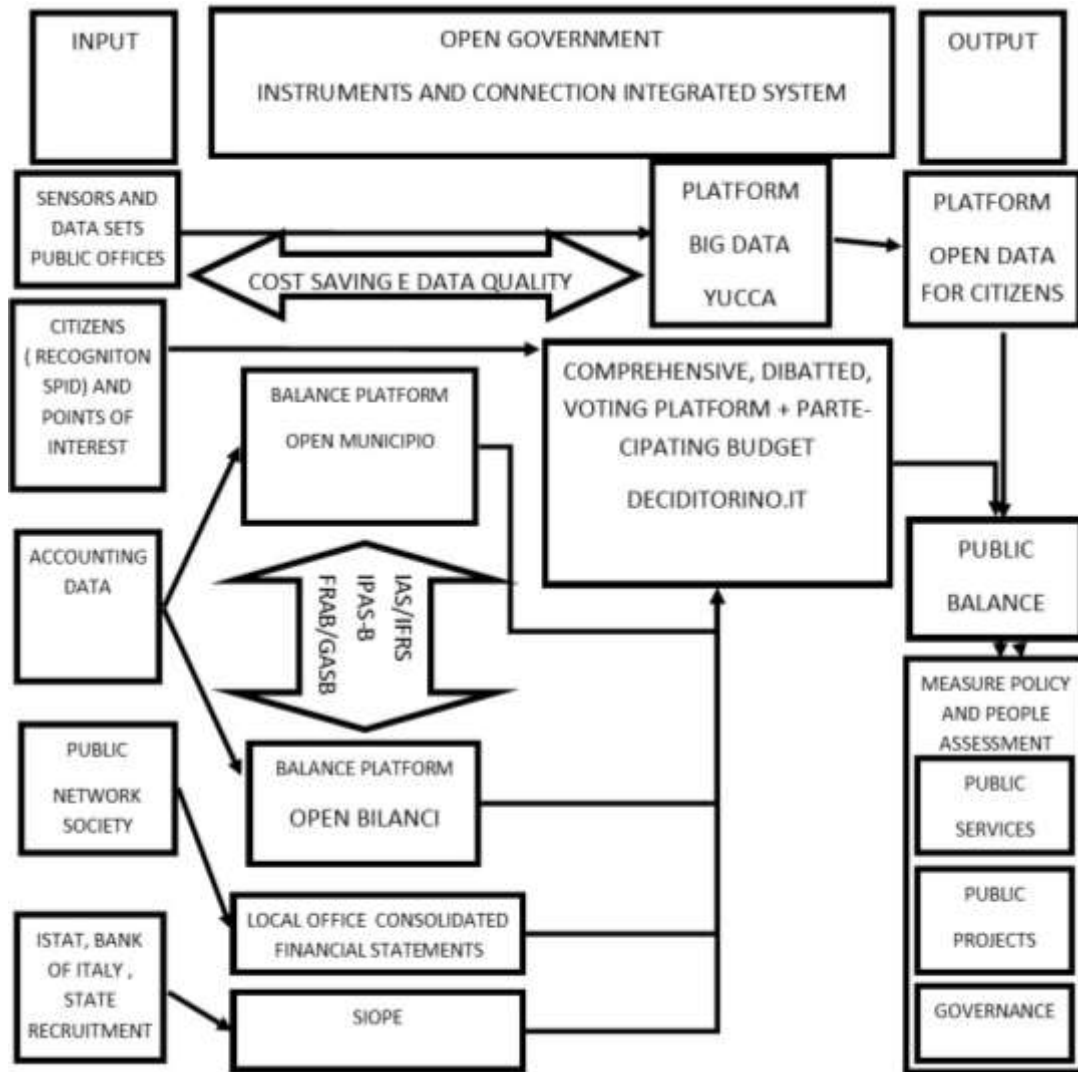 INPUT
OPEN GOVERNMENT
INSTRUMENTS AND CONNECTION INTEGRATED SYSTEM
OUTPUT
SENSORS AND
DATA SETS
PUBLIC OFFICES
COST SAVING E DATA QUALITY
PLATFORM
BIG DATA
YUCCA
PLATFORM
OPEN DATA
FOR CITIZENS
CITIZENS
( RECOGNITON
SPID) AND
POINTS OF
INTEREST
BALANCE PLATFORM
OPEN MUNICIPIO
COMPREHENSIVE, DIBATTED,
VOTING PLATFORM + PARTE-
CIPATING BUDGET
DECIDITORINO.IT
ACCOUNTING
DATA
IAS/IFRS
IPAS-B
FRAB/GASB
PUBLIC
BALANCE
PUBLIC
NETWORK
SOCIETY
BALANCE PLATFORM
OPEN BILANCI
MEASURE POLICY
AND PEOPLE
ASSESSMENT
PUBLIC
SERVICES
LOCAL OFFICE CONSOLIDATED
FINANCIAL STATEMENTS
PUBLIC
PROJECTS
ISTAT, BANK
OF ITALY ,
STATE
RECRUITMENT
SIOPE
GOVERNANCE